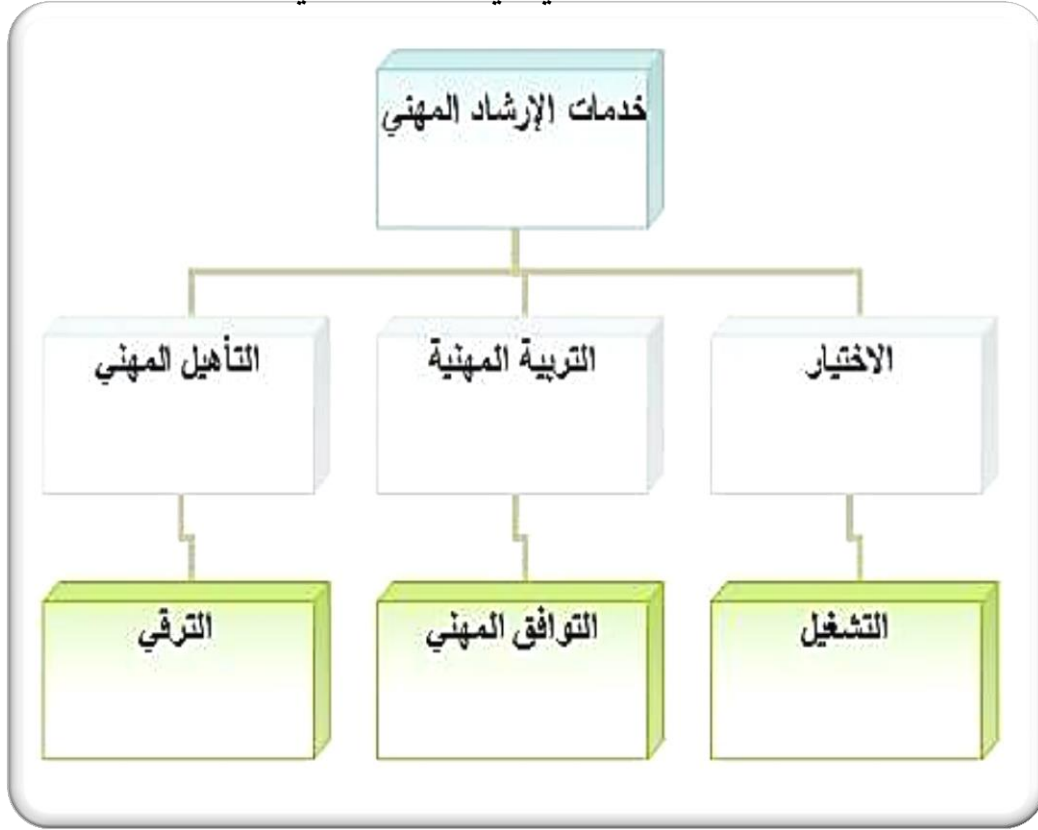 خدمات الإرشاد المهني
الاختيار
التربية المهنية
التأهيل المهني
التشغيل
التوافق المهني
الترقي